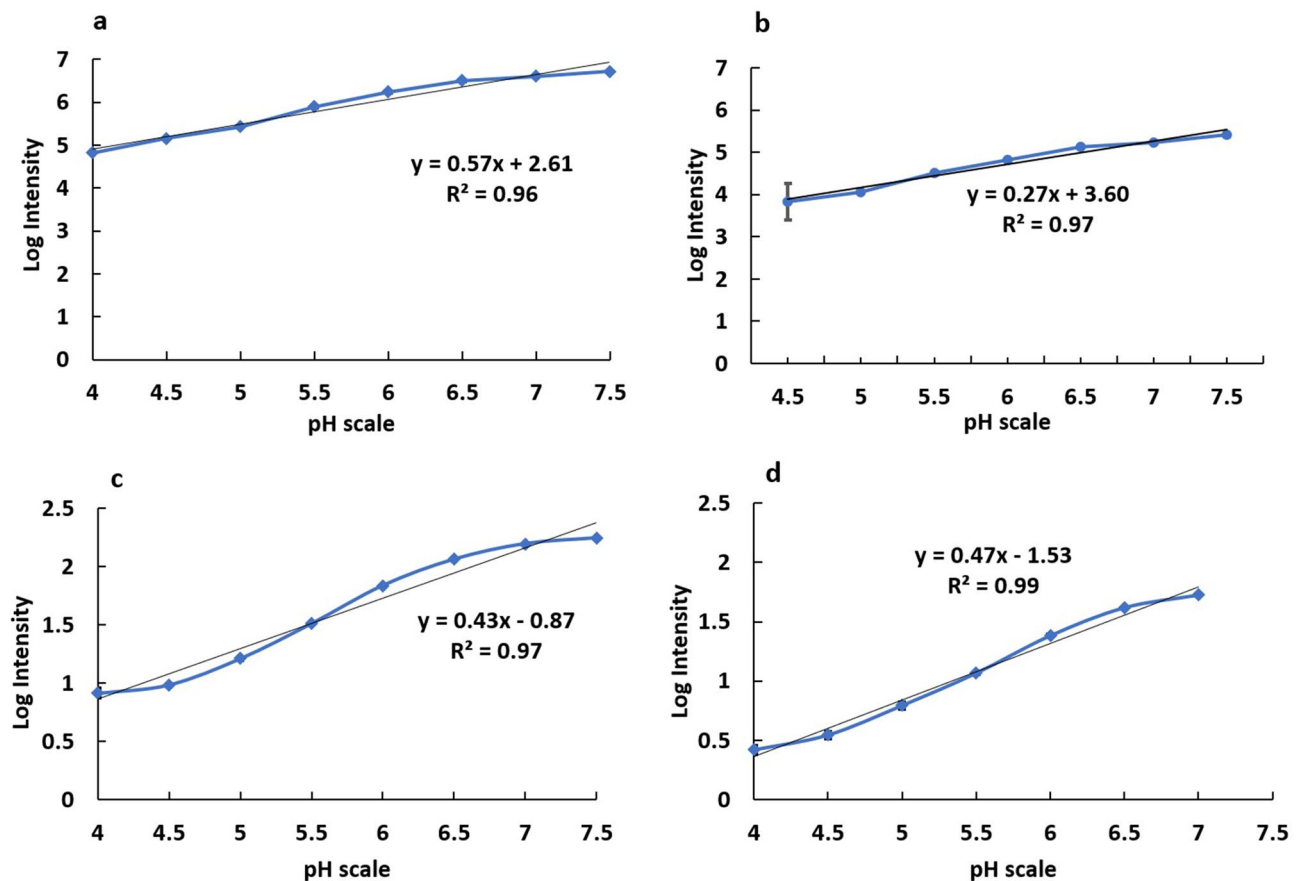 a
7
6
5
4
3
2
1
0
Log Intensity
y = 0.57x + 2.61
R² = 0.96
4 4.5 5 5.5 6 6.5 7 7.5
pH scale
b
7
6
5
4
3
2
1
0
Log Intensity
y = 0.27x + 3.60
R² = 0.97
4.5 5 5.5 6 6.5 7 7.5
pH scale
c
2.5
2
1.5
1
0.5
0
Log Intensity
y = 0.43x - 0.87
R² = 0.97
4 4.5 5 5.5 6 6.5 7 7.5
pH scale
d
2.5
2
1.5
1
0.5
0
Log Intensity
y = 0.47x - 1.53
R² = 0.99
4 4.5 5 5.5 6 6.5 7 7.5
pH scale